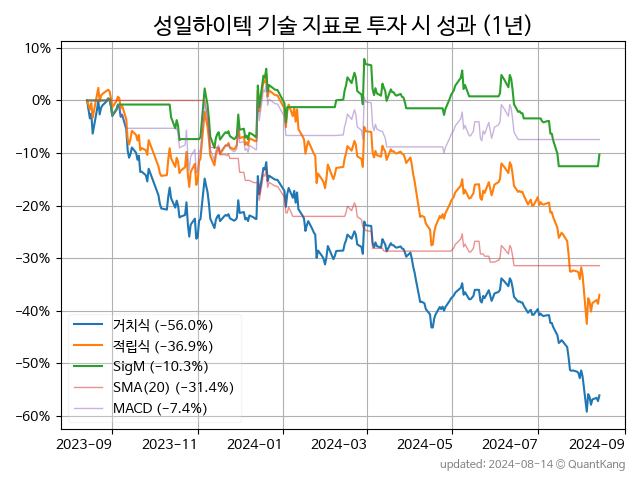 성일하이텍 기술 지표로 투자 시 성과 (1년)
10%
0%
−10%
−20%
−30%
−40%
−50%
−60%
거치식 (−56.0%)
적립식 (−36.9%)
SigM (−10.3%)
SMA(20) (−31.4%)
MACD (−7.4%)
2023-09 2023-11 2024-01 2024-03 2024-05 2024-07 2024-09
updated: 2024-08-14 © QuantKang